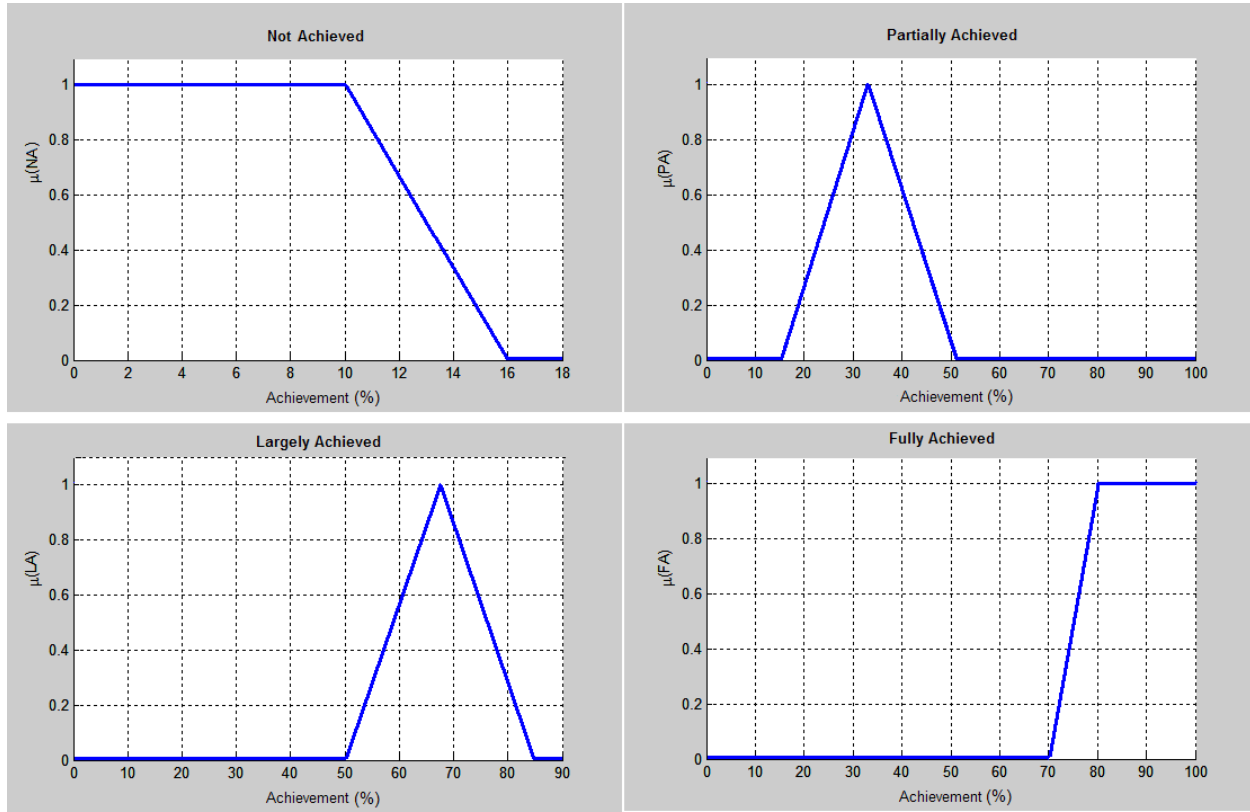 Not Achieved
1
0.8
0.6
0.4
0.2
0
μ(NA)
0 2 4 6 8 10 12 14 16 18
Achievement (%)
Partially Achieved
1
0.8
0.6
0.4
0.2
0
μ(PA)
0 10 20 30 40 50 60 70 80 90 100
Achievement (%)
Largely Achieved
1
0.8
0.6
0.4
0.2
0
μ(LA)
0 10 20 30 40 50 60 70 80 90
Achievement (%)
Fully Achieved
1
0.8
0.6
0.4
0.2
0
μ(FA)
0 10 20 30 40 50 60 70 80 90 100
Achievement (%)